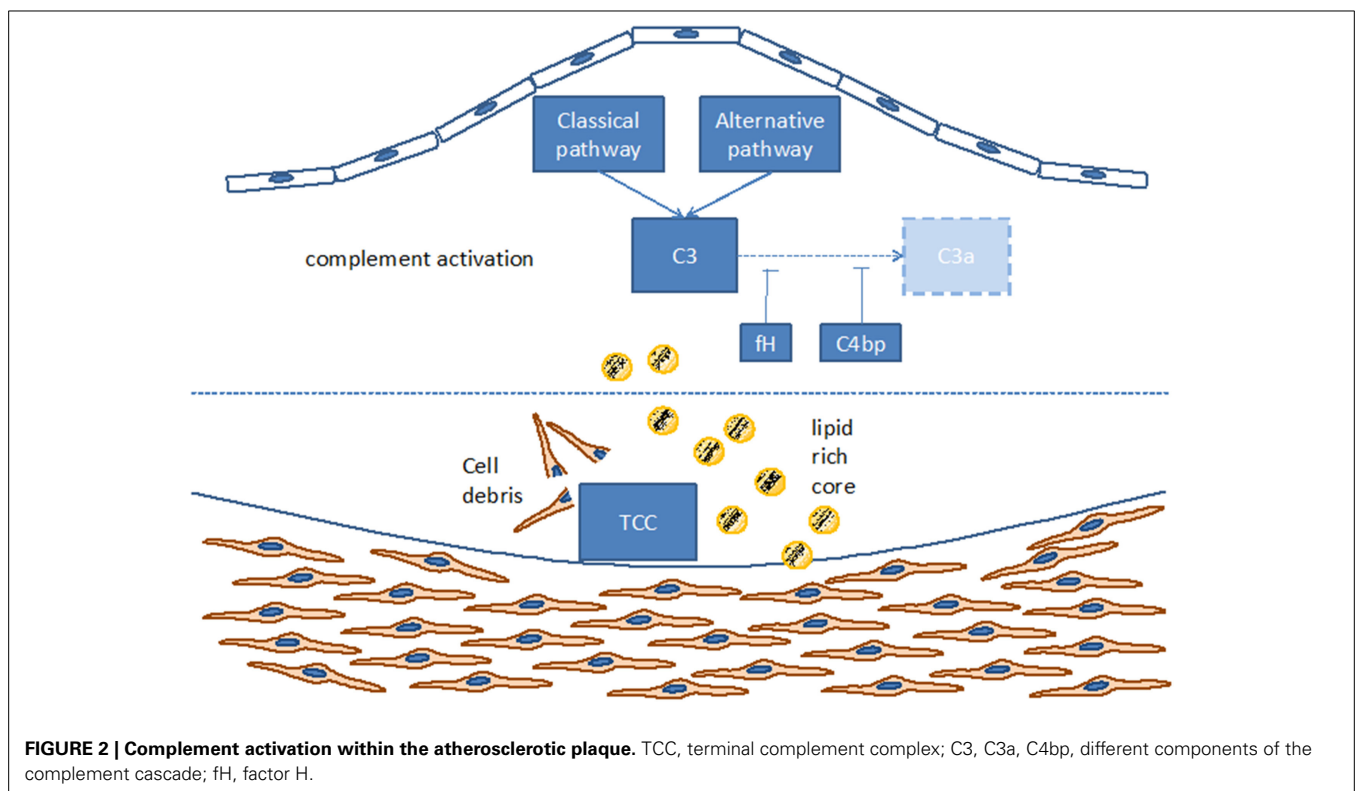 Classical
pathway
Alternative
pathway
complement activation
C3
C3a
fH
C4bp
Cell
debris
lipid
rich
core
TCC
FIGURE 2 | Complement activation within the atherosclerotic plaque. TCC, terminal complement complex; C3, C3a, C4bp, different components of the
complement cascade; fH, factor H.